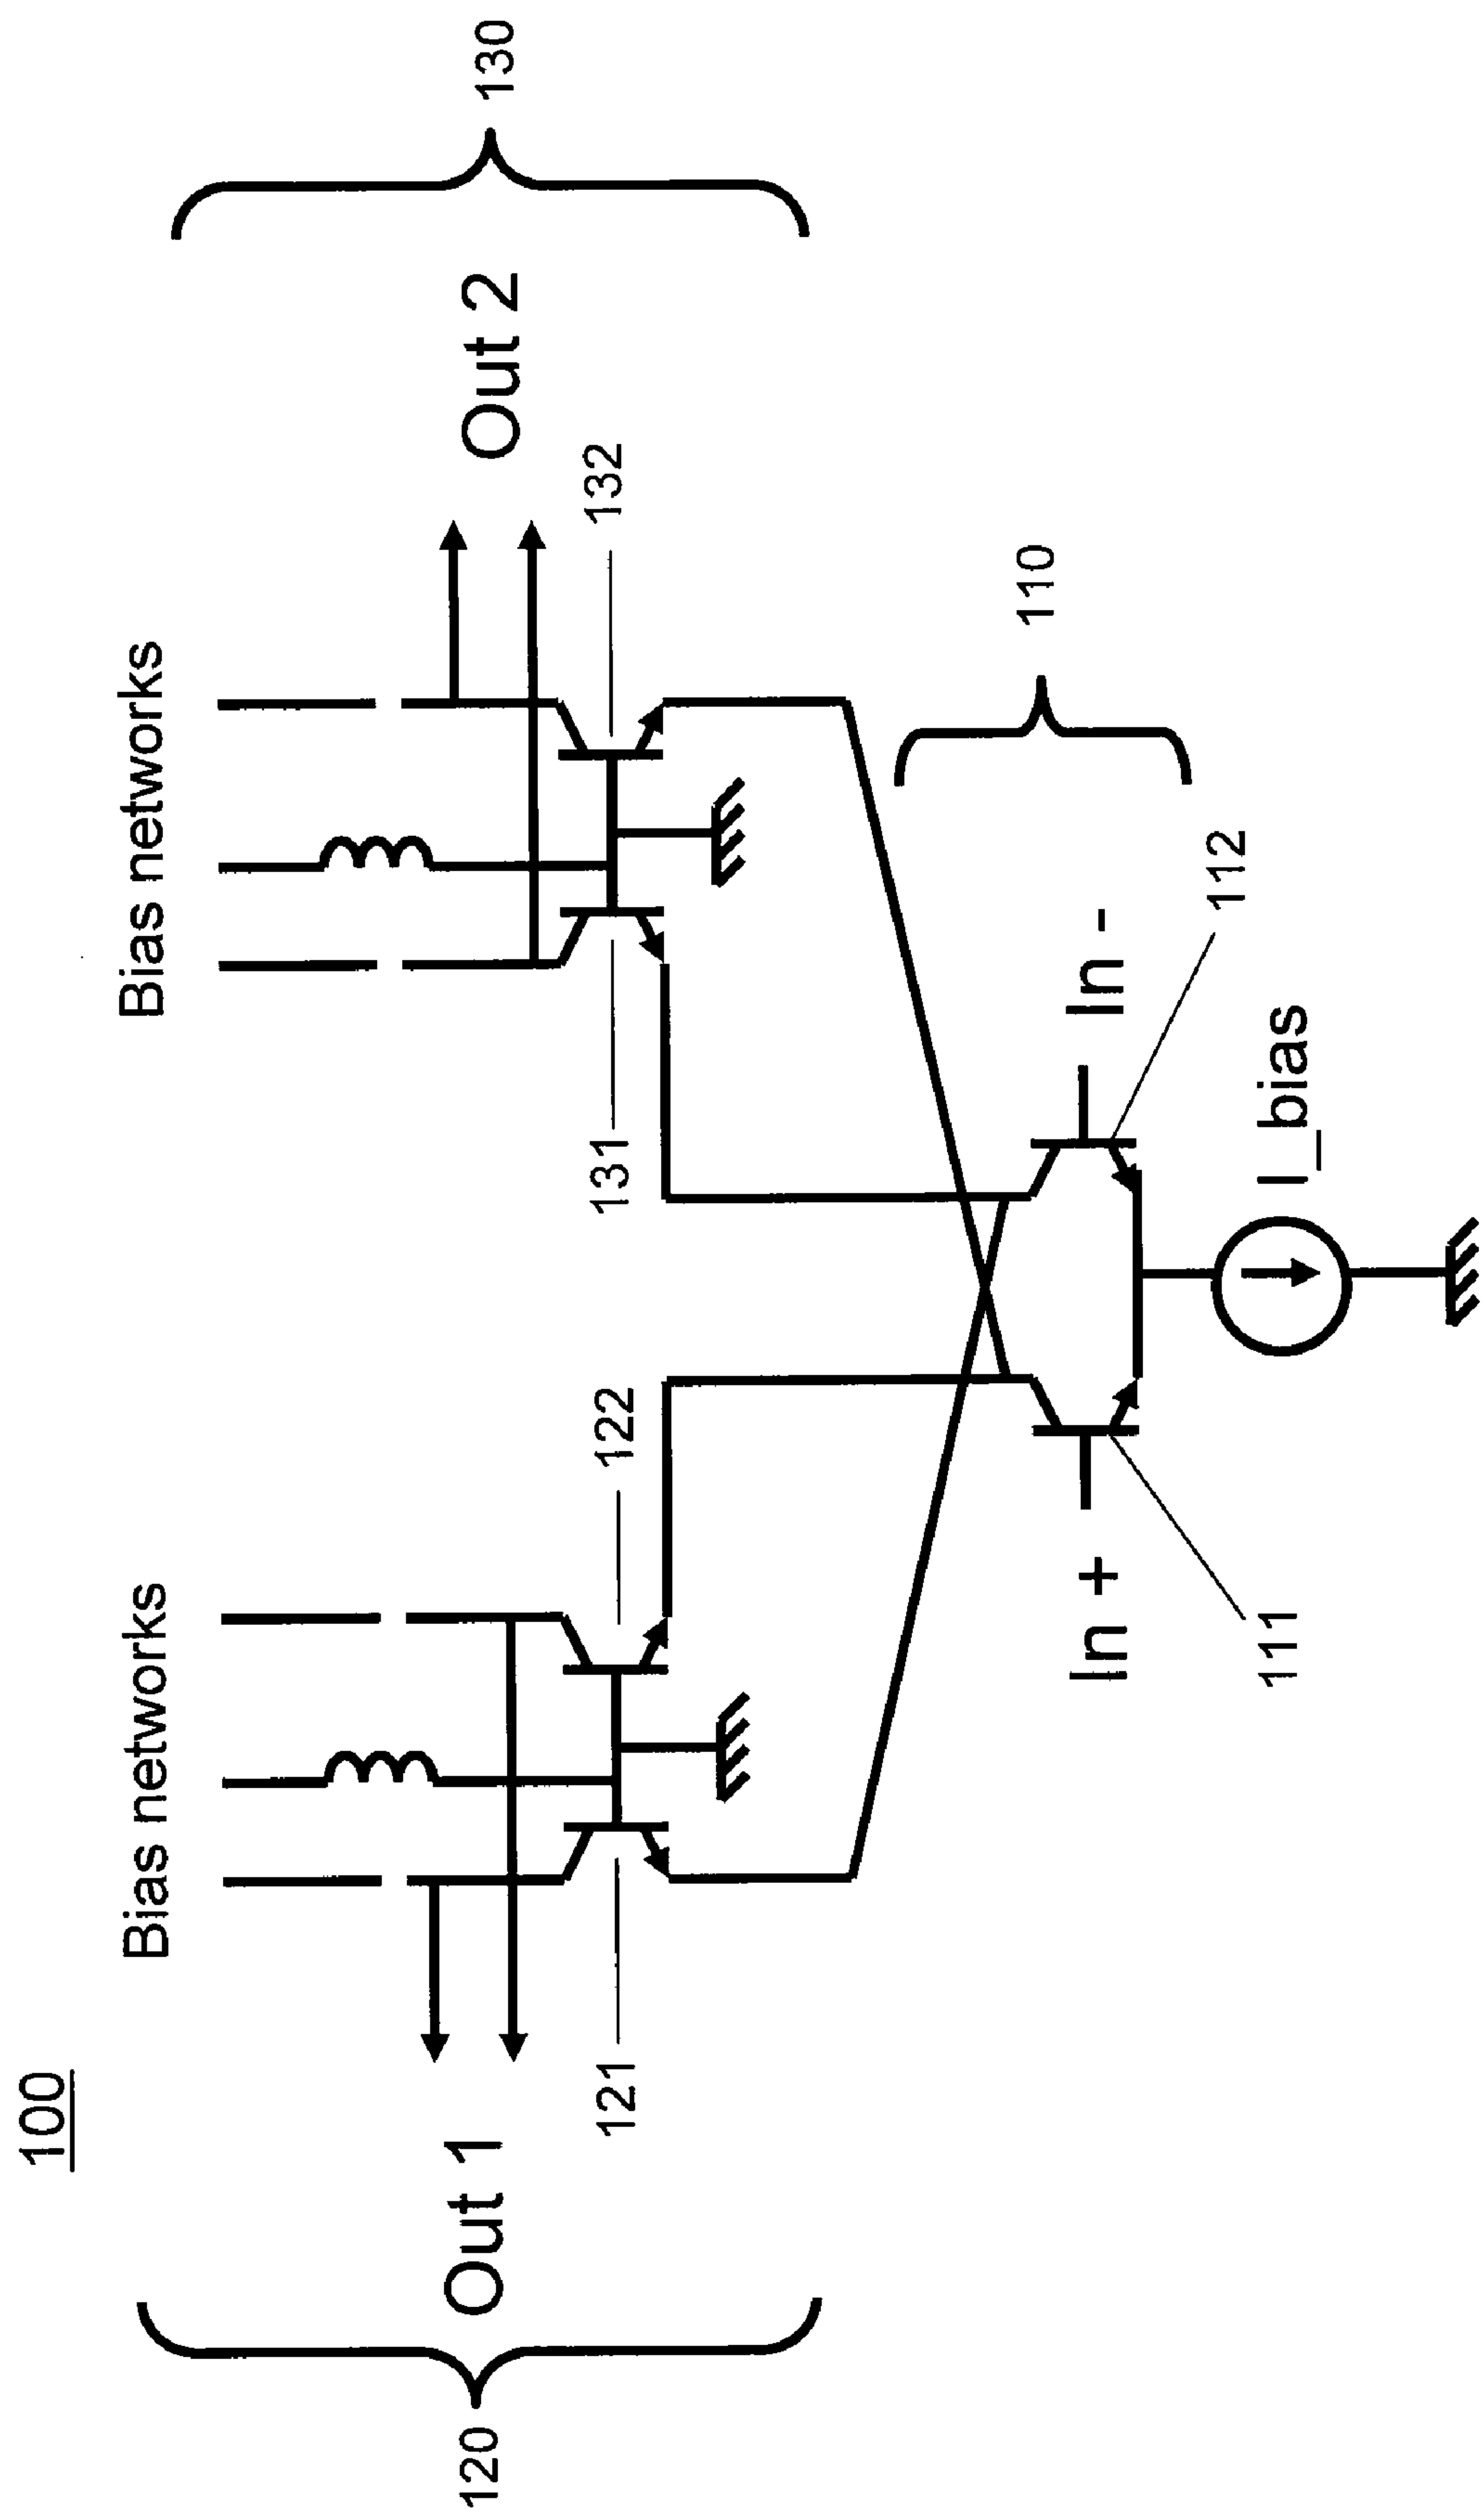 100
Bias networks
Bias networks
120
Out 1
Out 2
130
121
122
131
132
110
In +
In -
111
112
I_bias